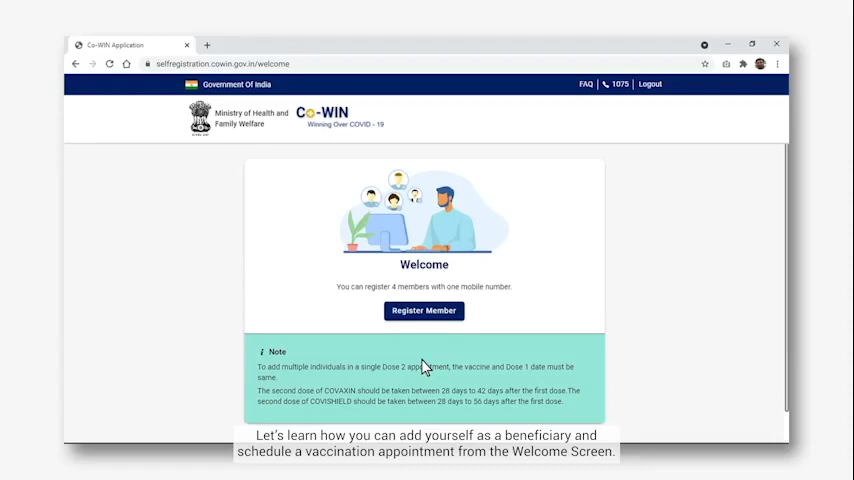 Co-WIN Application
selfregistration.cowin.gov.in/welcome
Government Of India
FAQ | 1075 | Logout
Ministry of Health and
Family Welfare
Co-WIN
Winning Over COVID - 19
Welcome
You can register 4 members with one mobile number.
Register Member
i Note
To add multiple individuals in a single Dose 2 appointment, the vaccine and Dose 1 date must be
same.
The second dose of COVAXIN should be taken between 28 days to 42 days after the first dose.The
second dose of COVISHIELD should be taken between 28 days to 56 days after the first dose.
Let's learn how you can add yourself as a beneficiary and
schedule a vaccination appointment from the Welcome Screen.